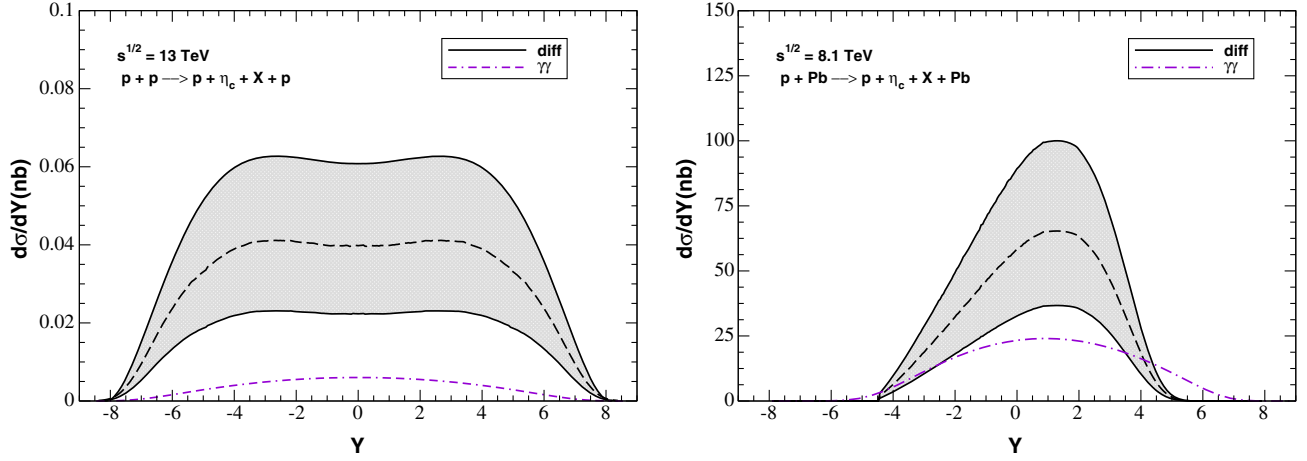 0.1
0.08
0.06
0.04
0.02
0
dσ/dY(nb)
s^{1/2} = 13 TeV
p + p —> p + η_c + X + p
diff
γγ
-8 -6 -4 -2 0 2 4 6 8
Y
150
125
100
75
50
25
0
dσ/dY(nb)
s^{1/2} = 8.1 TeV
p + Pb —> p + η_c + X + Pb
diff
γγ
-8 -6 -4 -2 0 2 4 6 8
Y